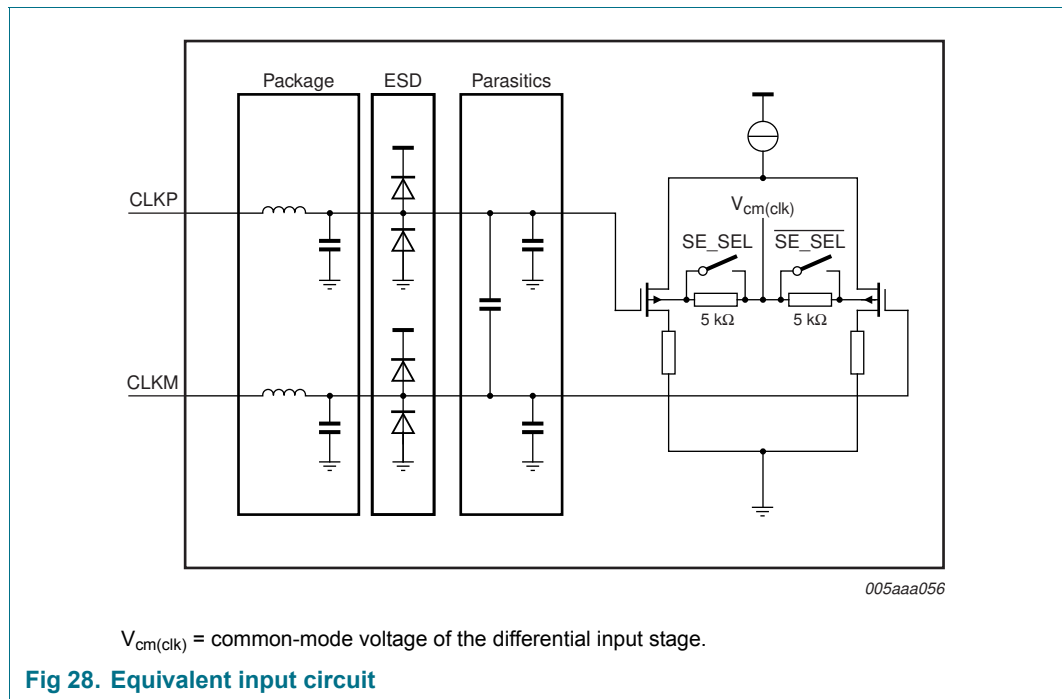 Package
ESD
Parasitics
CLKP
V_cm(clk)
SE_SEL
S̅E̅_̅S̅E̅L̅
5 kΩ
5 kΩ
CLKM
005aaa056
V_cm(clk) = common-mode voltage of the differential input stage.
Fig 28. Equivalent input circuit